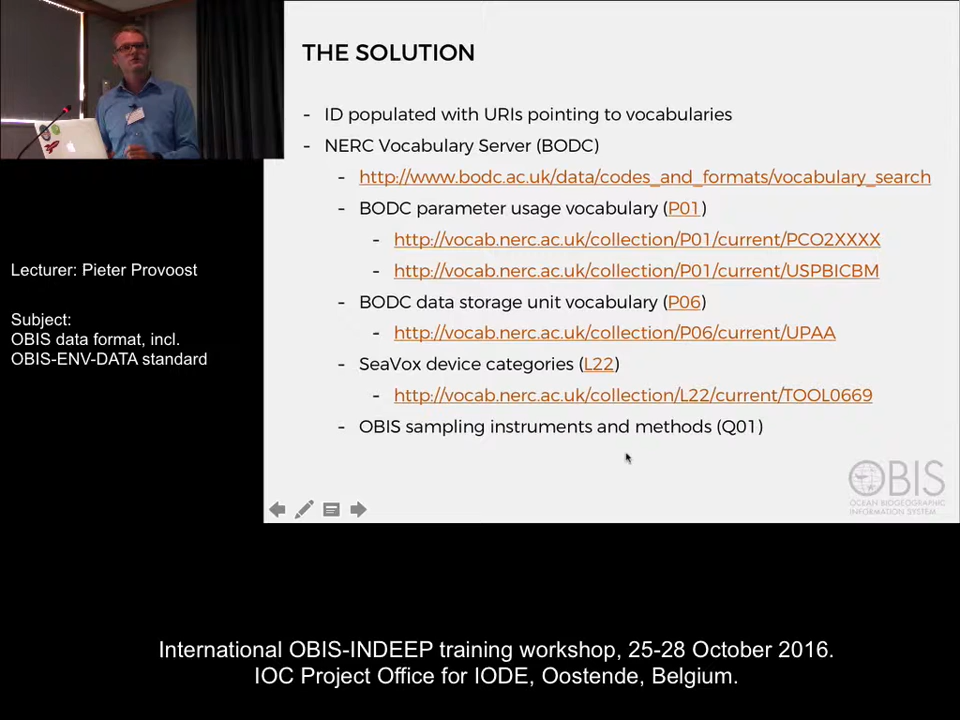 THE SOLUTION
- ID populated with URIs pointing to vocabularies
- NERC Vocabulary Server (BODC)
- http://www.bodc.ac.uk/data/codes_and_formats/vocabulary_search
- BODC parameter usage vocabulary (P01)
- http://vocab.nerc.ac.uk/collection/P01/current/PCO2XXXX
- http://vocab.nerc.ac.uk/collection/P01/current/USPBICBM
- BODC data storage unit vocabulary (P06)
- http://vocab.nerc.ac.uk/collection/P06/current/UPAA
- SeaVox device categories (L22)
- http://vocab.nerc.ac.uk/collection/L22/current/TOOL0669
- OBIS sampling instruments and methods (Q01)
OBIS
OCEAN BIOGEOGRAPHIC
INFORMATION SYSTEM
Lecturer: Pieter Provoost
Subject:
OBIS data format, incl.
OBIS-ENV-DATA standard
International OBIS-INDEEP training workshop, 25-28 October 2016.
IOC Project Office for IODE, Oostende, Belgium.